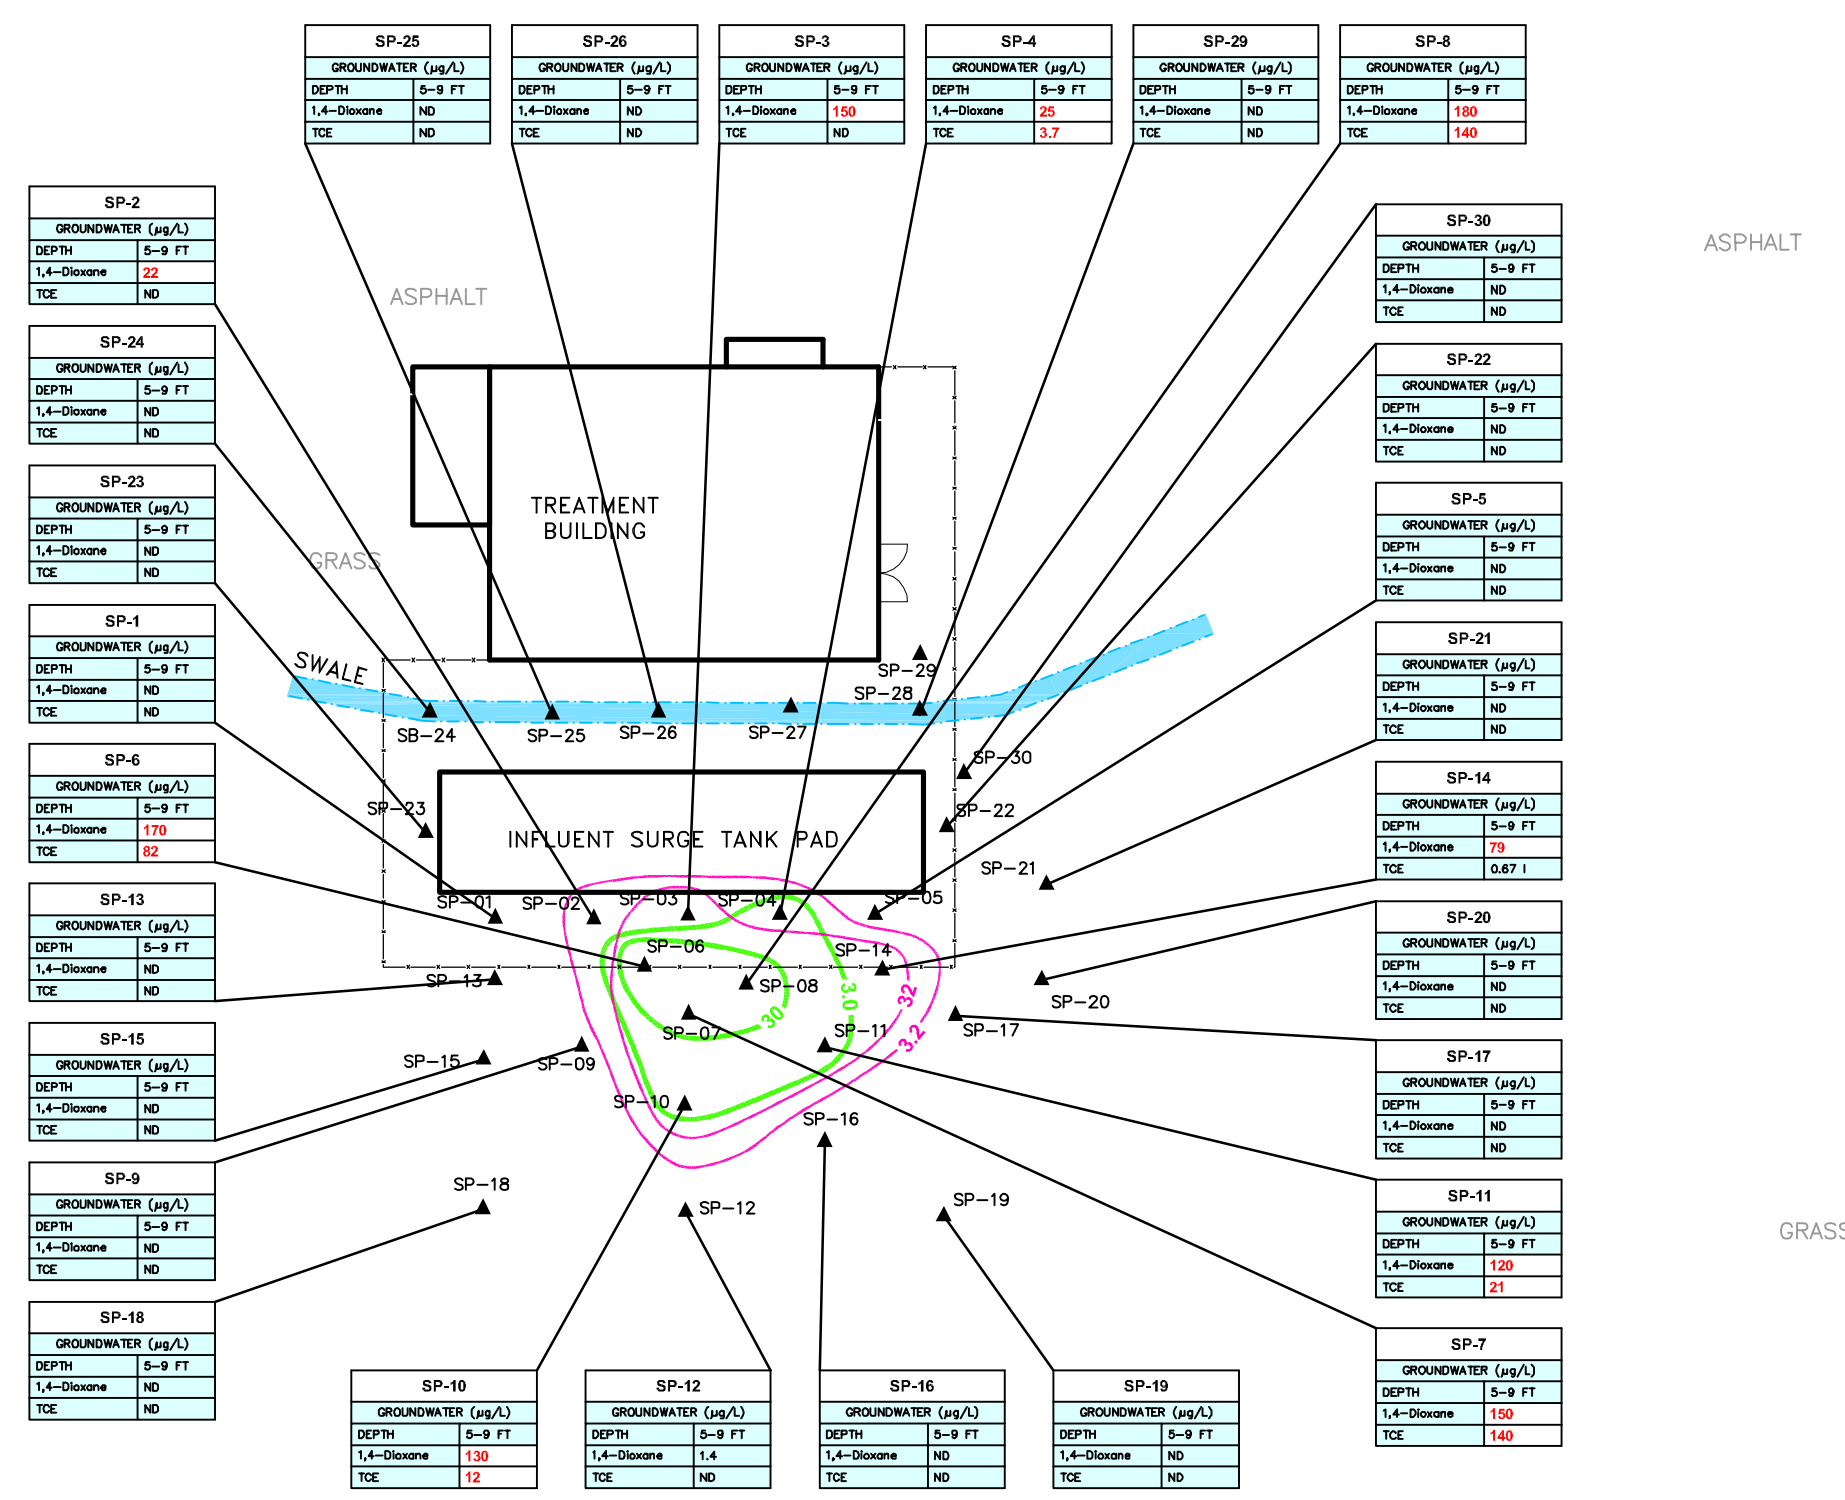 SP-25
GROUNDWATER (µg/L)
DEPTH 5-9 FT
1,4-Dioxane ND
TCE ND
SP-26
GROUNDWATER (µg/L)
DEPTH 5-9 FT
1,4-Dioxane ND
TCE ND
SP-3
GROUNDWATER (µg/L)
DEPTH 5-9 FT
1,4-Dioxane 150
TCE ND
SP-4
GROUNDWATER (µg/L)
DEPTH 5-9 FT
1,4-Dioxane 25
TCE 3.7
SP-29
GROUNDWATER (µg/L)
DEPTH 5-9 FT
1,4-Dioxane ND
TCE ND
SP-8
GROUNDWATER (µg/L)
DEPTH 5-9 FT
1,4-Dioxane 180
TCE 140
SP-2
GROUNDWATER (µg/L)
DEPTH 5-9 FT
1,4-Dioxane 22
TCE ND
SP-24
GROUNDWATER (µg/L)
DEPTH 5-9 FT
1,4-Dioxane ND
TCE ND
SP-23
GROUNDWATER (µg/L)
DEPTH 5-9 FT
1,4-Dioxane ND
TCE ND
SP-1
GROUNDWATER (µg/L)
DEPTH 5-9 FT
1,4-Dioxane ND
TCE ND
SP-6
GROUNDWATER (µg/L)
DEPTH 5-9 FT
1,4-Dioxane 170
TCE 82
SP-13
GROUNDWATER (µg/L)
DEPTH 5-9 FT
1,4-Dioxane ND
TCE ND
SP-15
GROUNDWATER (µg/L)
DEPTH 5-9 FT
1,4-Dioxane ND
TCE ND
SP-9
GROUNDWATER (µg/L)
DEPTH 5-9 FT
1,4-Dioxane ND
TCE ND
SP-18
GROUNDWATER (µg/L)
DEPTH 5-9 FT
1,4-Dioxane ND
TCE ND
ASPHALT
TREATMENT
BUILDING
GRASS
SWALE
SP-29
SP-28
SB-24
SP-25
SP-26
SP-27
SP-30
SP-23
SP-22
INFLUENT SURGE TANK PAD
SP-21
SP-01
SP-02
SP-03
SP-04
SP-05
SP-06
SP-14
SP-13
SP-08
SP-20
30
3.0
32
3.2
SP-07
SP-11
SP-17
SP-15
SP-09
SP-10
SP-16
SP-18
SP-12
SP-19
SP-30
GROUNDWATER (µg/L)
DEPTH 5-9 FT
1,4-Dioxane ND
TCE ND
SP-22
GROUNDWATER (µg/L)
DEPTH 5-9 FT
1,4-Dioxane ND
TCE ND
SP-5
GROUNDWATER (µg/L)
DEPTH 5-9 FT
1,4-Dioxane ND
TCE ND
SP-21
GROUNDWATER (µg/L)
DEPTH 5-9 FT
1,4-Dioxane ND
TCE ND
SP-14
GROUNDWATER (µg/L)
DEPTH 5-9 FT
1,4-Dioxane 79
TCE 0.67 I
SP-20
GROUNDWATER (µg/L)
DEPTH 5-9 FT
1,4-Dioxane ND
TCE ND
SP-17
GROUNDWATER (µg/L)
DEPTH 5-9 FT
1,4-Dioxane ND
TCE ND
SP-11
GROUNDWATER (µg/L)
DEPTH 5-9 FT
1,4-Dioxane 120
TCE 21
SP-7
GROUNDWATER (µg/L)
DEPTH 5-9 FT
1,4-Dioxane 150
TCE 140
ASPHALT
GRASS
SP-10
GROUNDWATER (µg/L)
DEPTH 5-9 FT
1,4-Dioxane 130
TCE 12
SP-12
GROUNDWATER (µg/L)
DEPTH 5-9 FT
1,4-Dioxane 1.4
TCE ND
SP-16
GROUNDWATER (µg/L)
DEPTH 5-9 FT
1,4-Dioxane ND
TCE ND
SP-19
GROUNDWATER (µg/L)
DEPTH 5-9 FT
1,4-Dioxane ND
TCE ND